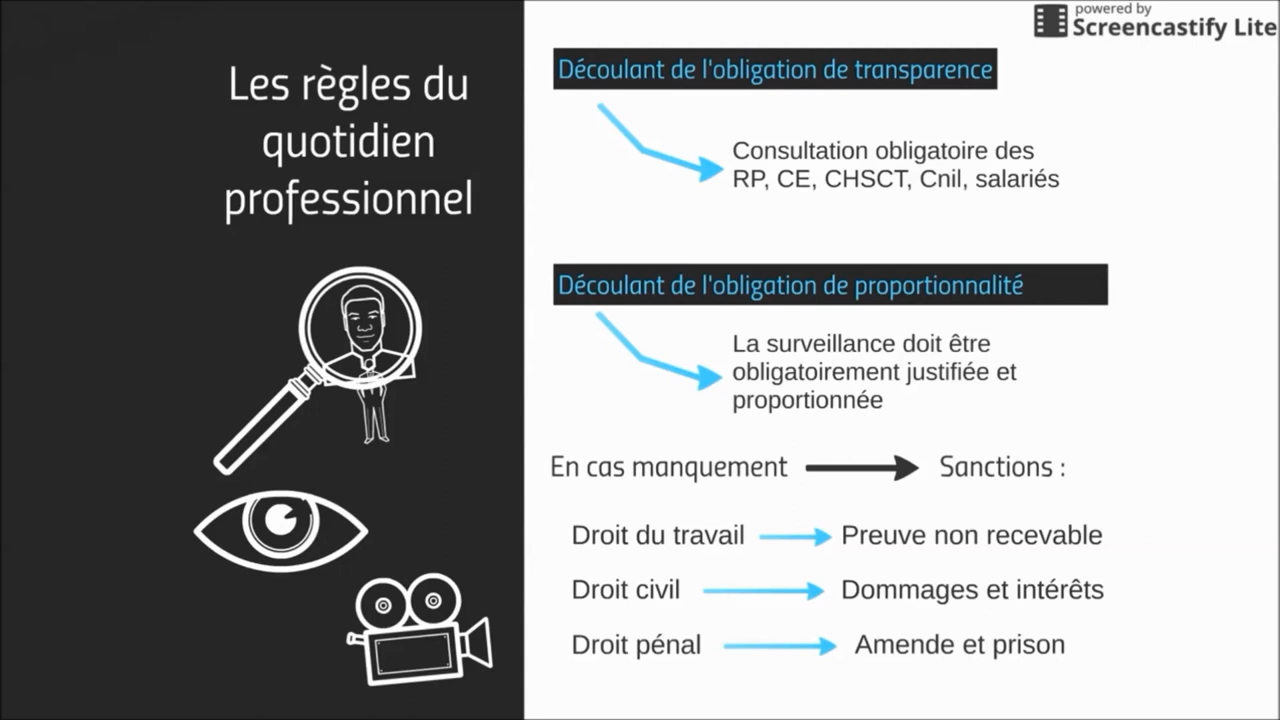 powered by
Screencastify Lite
Les règles du
quotidien
professionnel
Découlant de l'obligation de transparence
Consultation obligatoire des
RP, CE, CHSCT, Cnil, salariés
Découlant de l'obligation de proportionnalité
La surveillance doit être
obligatoirement justifiée et
proportionnée
En cas manquement Sanctions :
Droit du travail Preuve non recevable
Droit civil Dommages et intérêts
Droit pénal Amende et prison